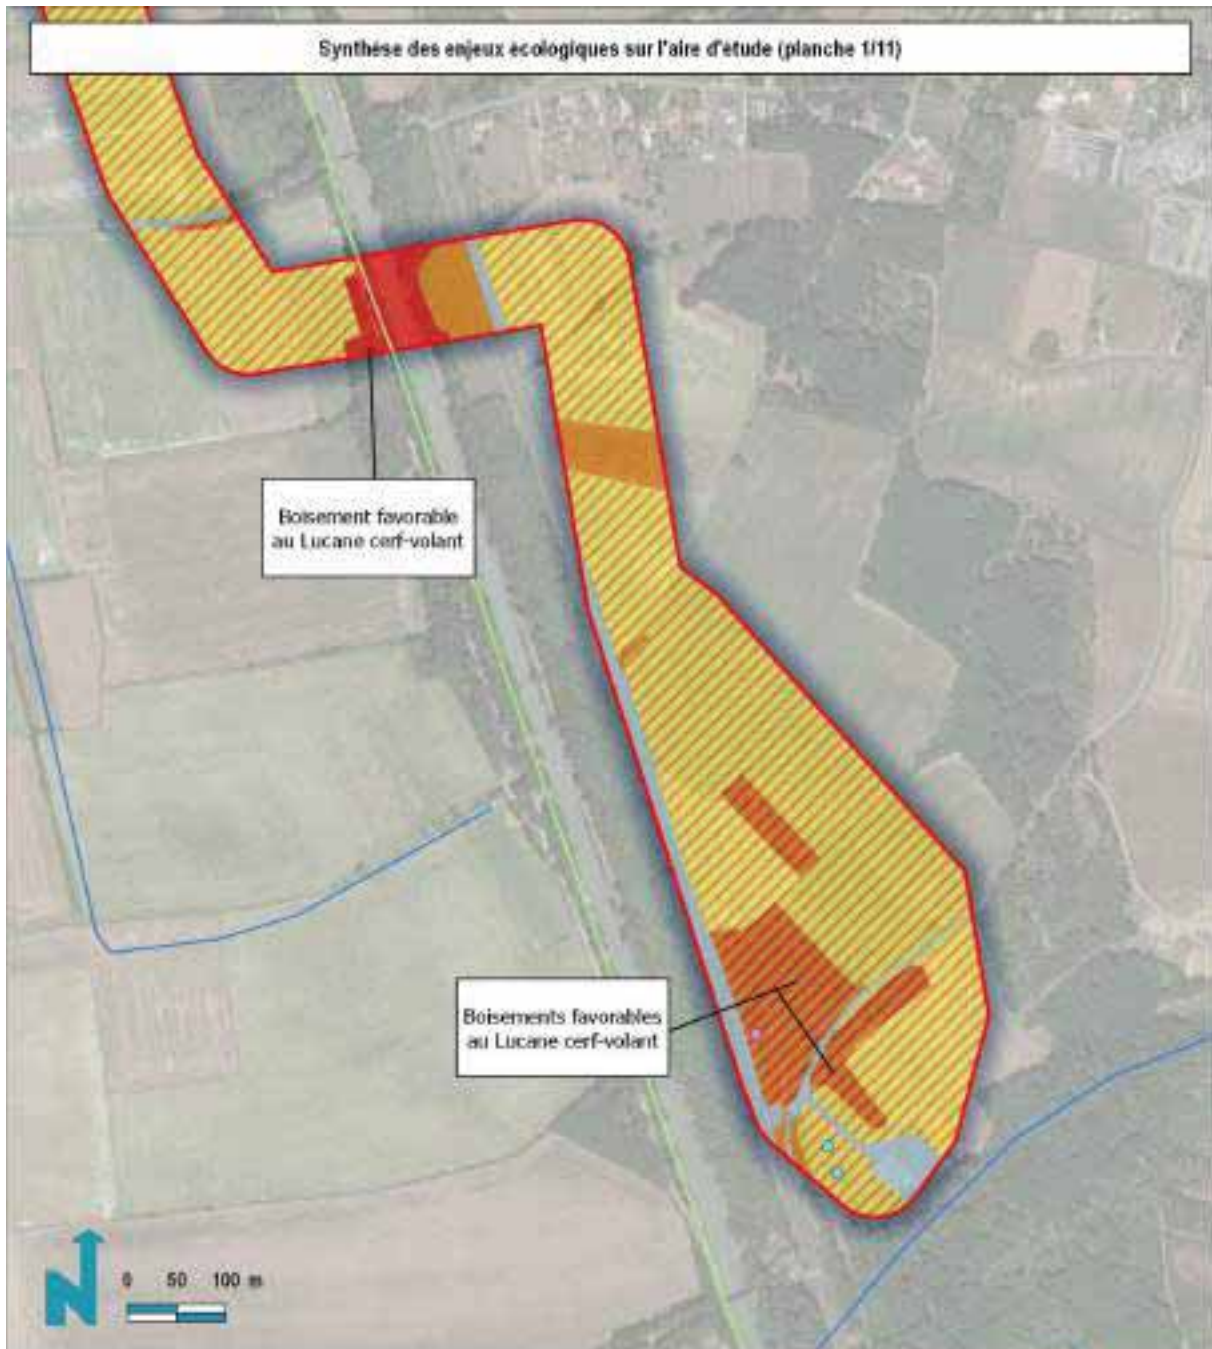 Synthèse des enjeux écologiques sur l'aire d'étude (planche 1/11)
Boisement favorable
au Lucane cerf-volant
Boisements favorables
au Lucane cerf-volant
N
0 50 100 m